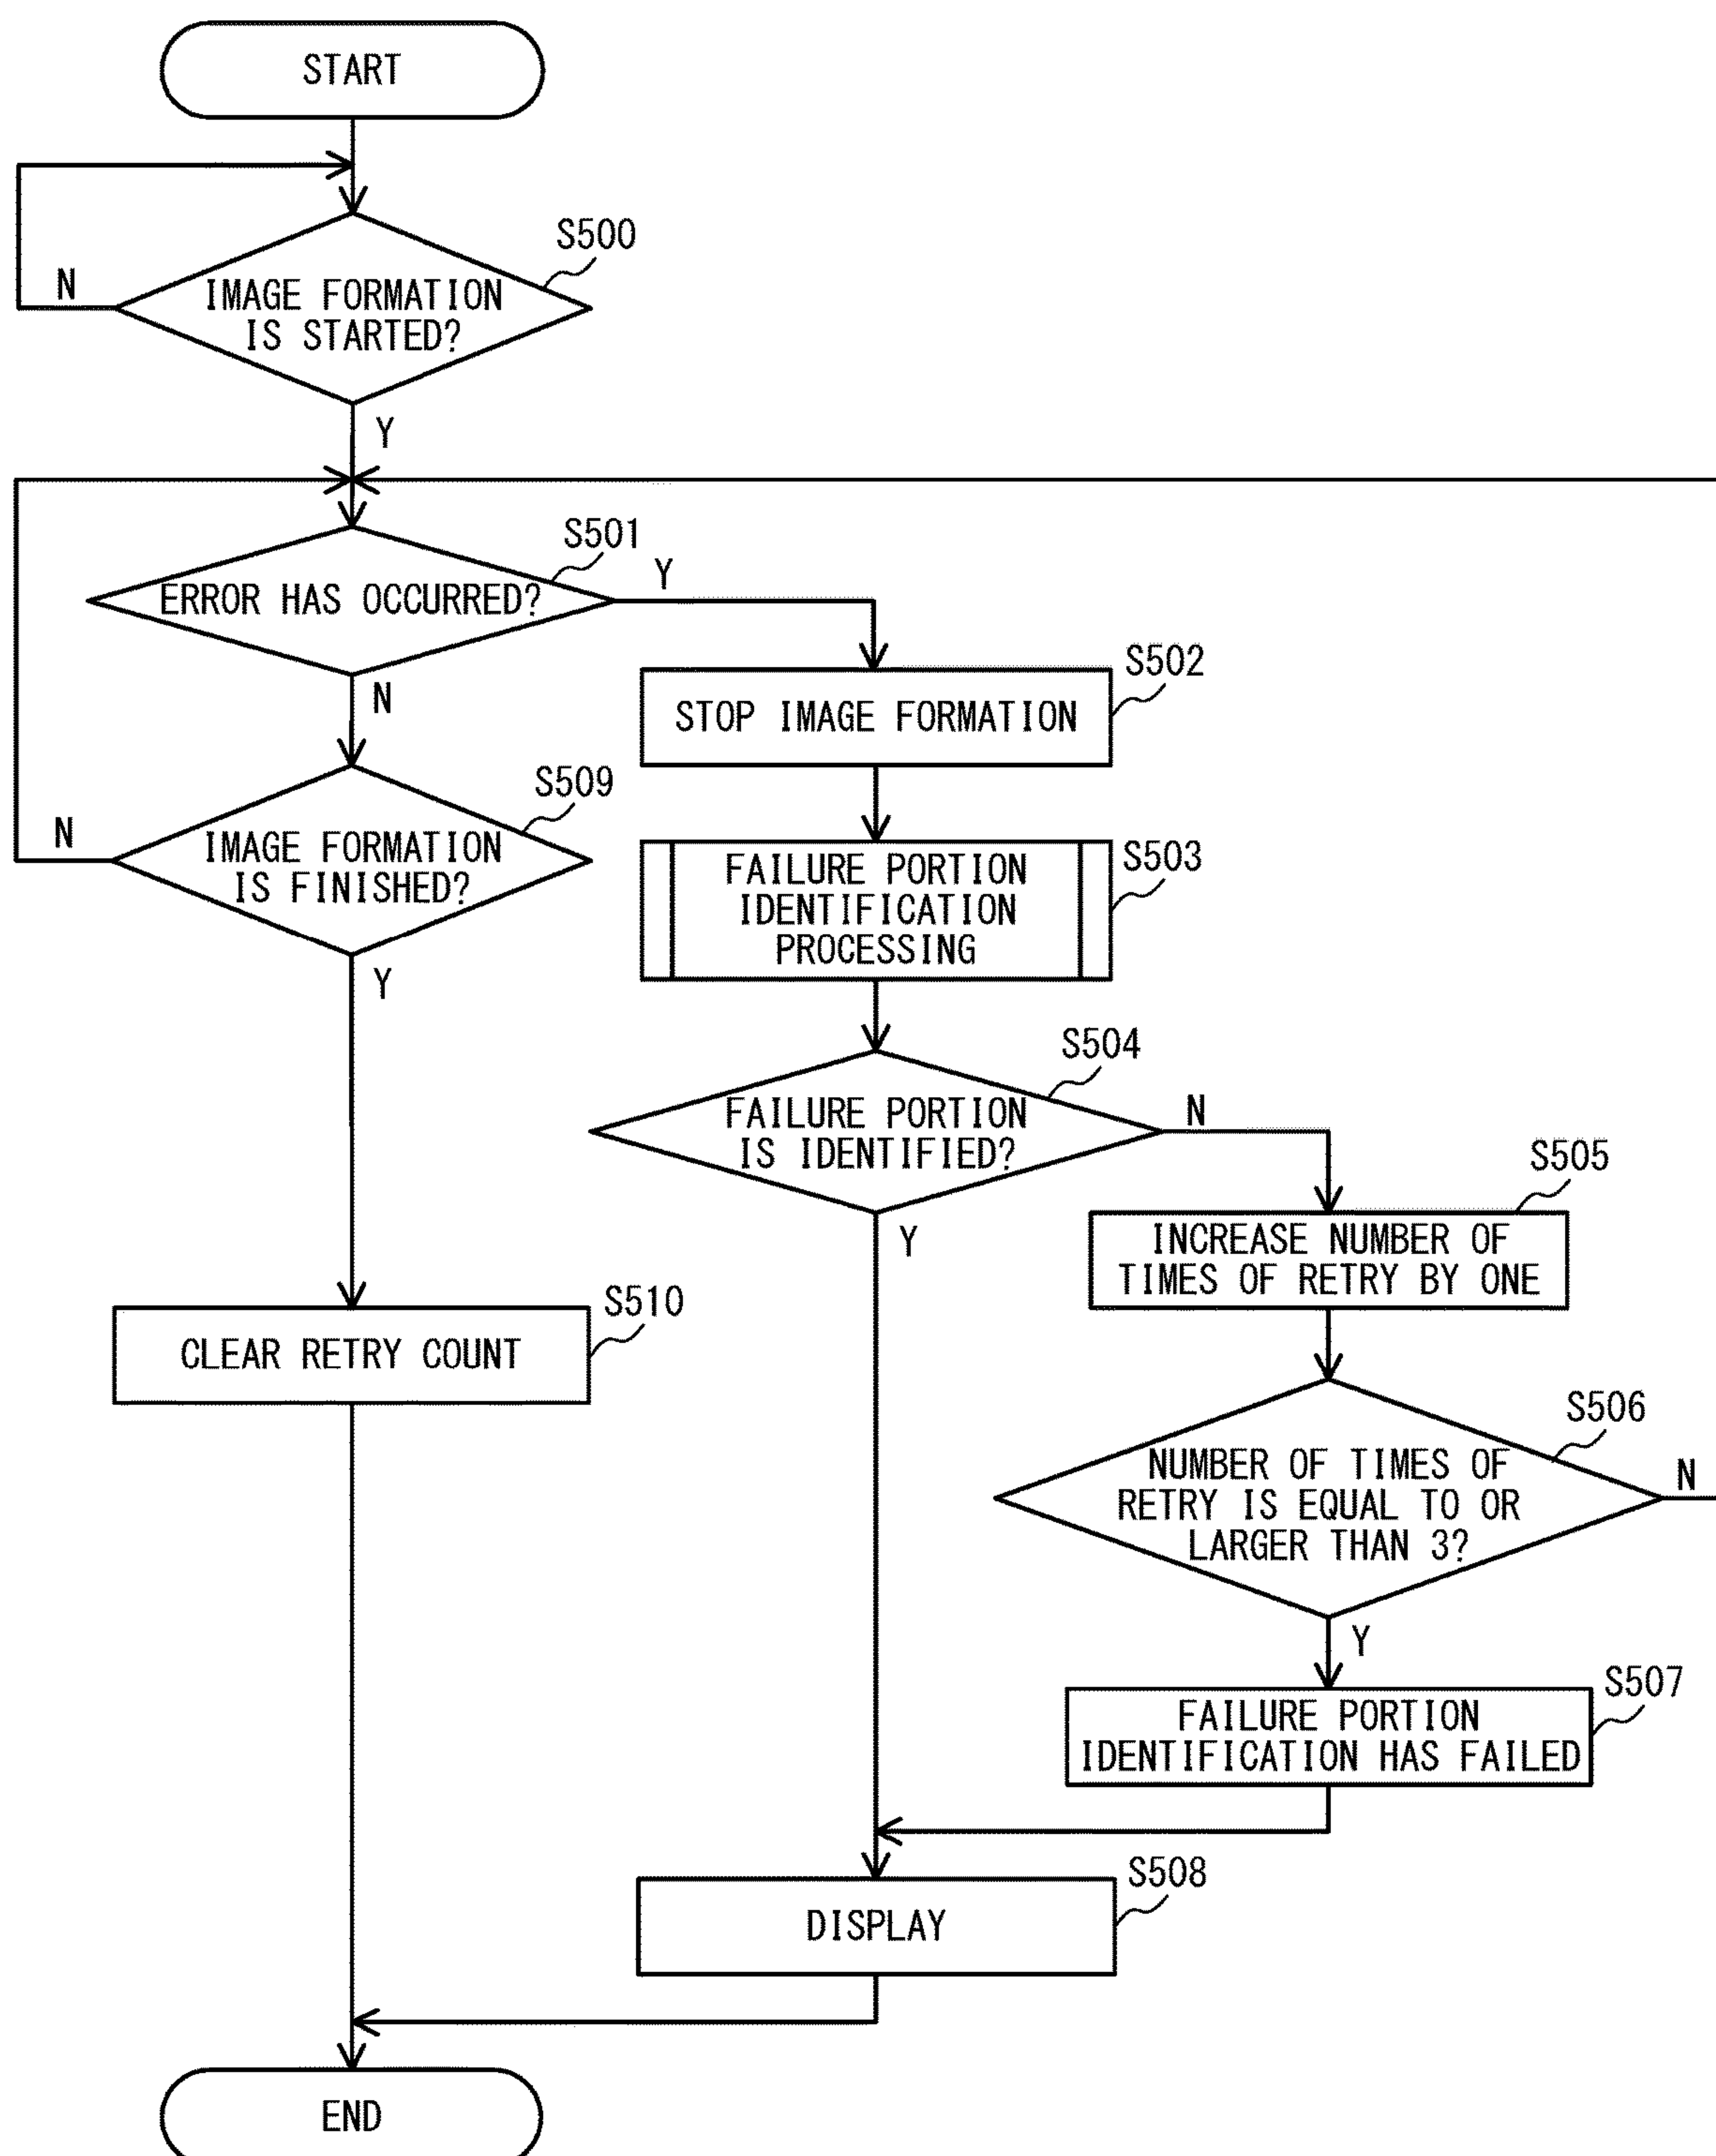 START
S500
N
IMAGE FORMATION
IS STARTED?
Y
S501
ERROR HAS OCCURRED?
Y
N
S502
STOP IMAGE FORMATION
S509
N
IMAGE FORMATION
IS FINISHED?
Y
S503
FAILURE PORTION
IDENTIFICATION
PROCESSING
S504
FAILURE PORTION
IS IDENTIFIED?
N
Y
S505
INCREASE NUMBER OF
TIMES OF RETRY BY ONE
S510
CLEAR RETRY COUNT
S506
NUMBER OF TIMES OF
RETRY IS EQUAL TO OR
LARGER THAN 3?
N
Y
S507
FAILURE PORTION
IDENTIFICATION HAS FAILED
S508
DISPLAY
END